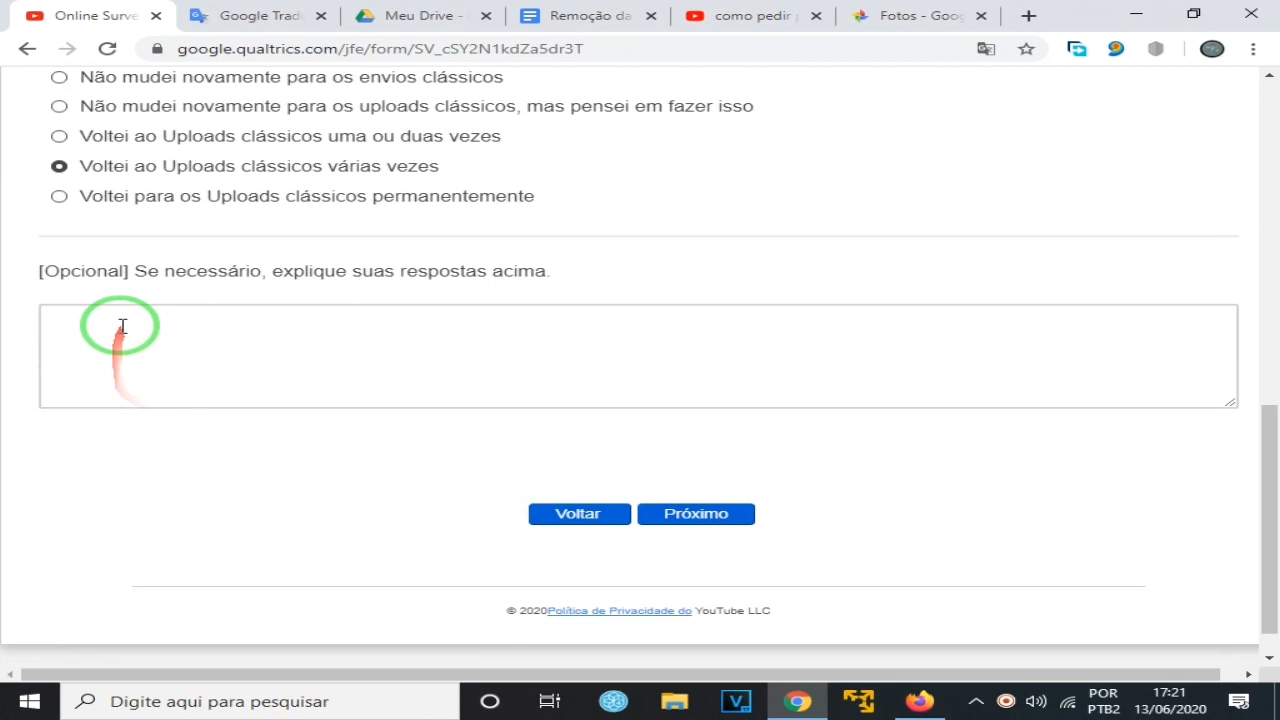 Online Surve
Google Trad
Meu Drive -
Remoção da
como pedir
Fotos - Goog
google.qualtrics.com/jfe/form/SV_cSY2N1kdZa5dr3T
Não mudei novamente para os envios clássicos
Não mudei novamente para os uploads clássicos, mas pensei em fazer isso
Voltei ao Uploads clássicos uma ou duas vezes
Voltei ao Uploads clássicos várias vezes
Voltei para os Uploads clássicos permanentemente
[Opcional] Se necessário, explique suas respostas acima.
Voltar
Próximo
© 2020Política de Privacidade do YouTube LLC
Digite aqui para pesquisar
POR
PTB2
17:21
13/06/2020